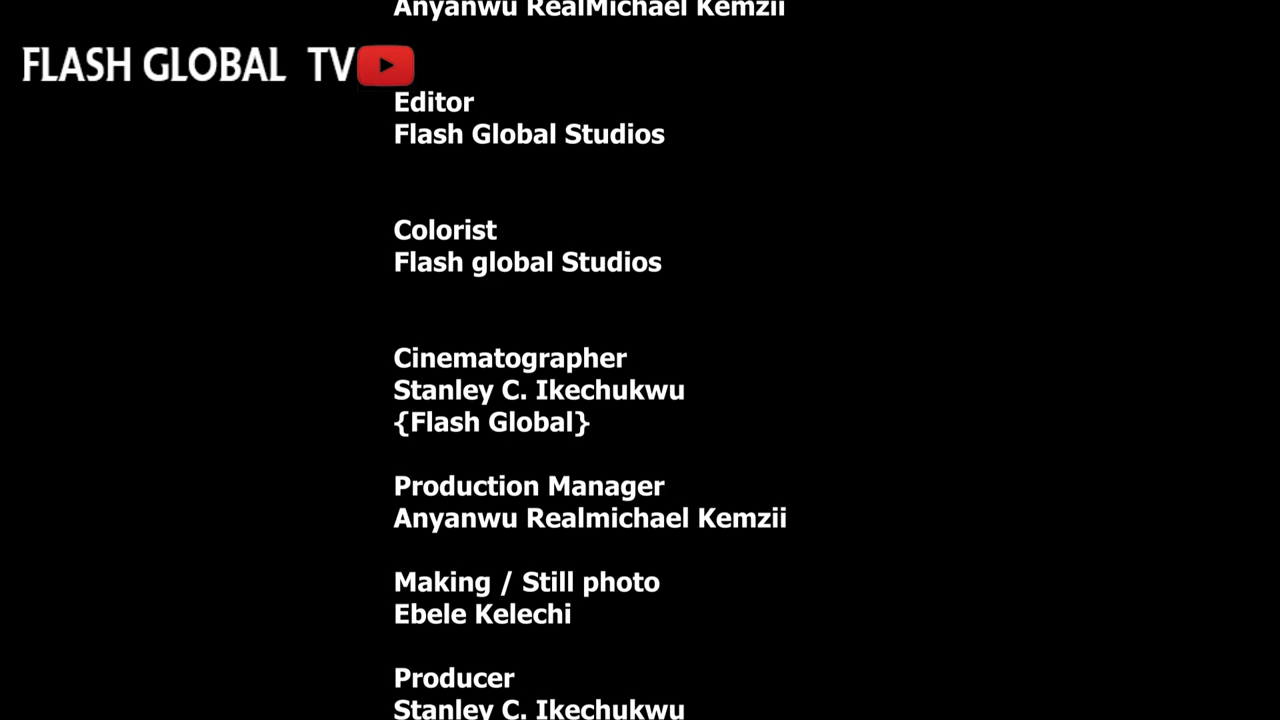 Anyanwu RealMichael Kemzii
FLASH GLOBAL TV
Editor
Flash Global Studios
Colorist
Flash global Studios
Cinematographer
Stanley C. Ikechukwu
{Flash Global}
Production Manager
Anyanwu Realmichael Kemzii
Making / Still photo
Ebele Kelechi
Producer
Stanley C. Ikechukwu